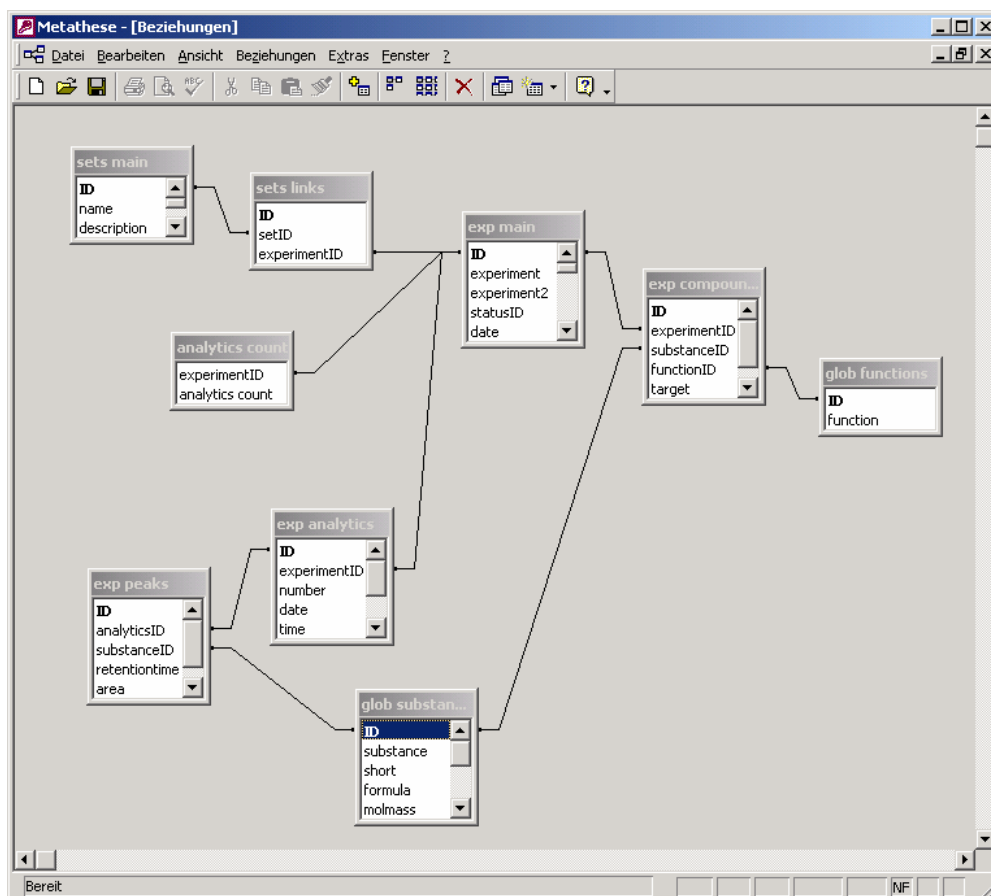 Metathese - [Beziehungen]
Datei Bearbeiten Ansicht Beziehungen Extras Fenster ?
sets main
ID
name
description
sets links
ID
setID
experimentID
exp main
ID
experiment
experiment2
statusID
date
exp compoun...
ID
experimentID
substanceID
functionID
target
analytics count
experimentID
analytics count
glob functions
ID
function
exp analytics
ID
experimentID
number
date
time
exp peaks
ID
analyticsID
substanceID
retentiontime
area
glob substan...
ID
substance
short
formula
molmass
Bereit
NF